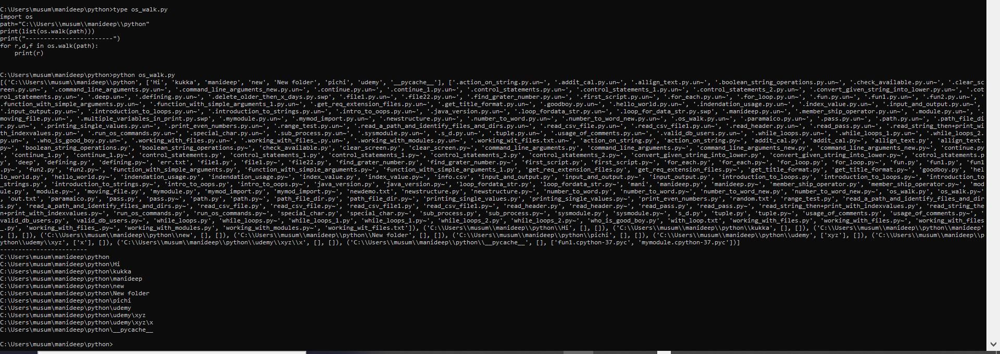 C:\Users\musum\manideep\python>type os_walk.py
import os
path="C:\\Users\\musum\\manideep\\python"
print(list(os.walk(path)))
print("------------------------")
for r,d,f in os.walk(path):
    print(r)
C:\Users\musum\manideep\python>python os_walk.py
[('C:\\Users\\musum\\manideep\\python', ['Hi', 'kukka', 'manideep', 'new', 'New folder', 'pichi', 'udemy', '__pycache__'], ['.action_on_string.py.un~', '.addit_cal.py.un~', '.allign_text.py.un~', '.boolean_string_operations.py.un~', '.check_available.py.un~', '.clear_sc
reen.py.un~', '.command_line_arguments.py.un~', '.command_line_arguments_new.py.un~', '.continue.py.un~', '.continue_1.py.un~', '.control_statements.py.un~', '.control_statements_1.py.un~', '.control_statements_2.py.un~', '.convert_given_string_into_lower.py.un~', '.cot
rol_statements.py.un~', '.deep.un~', '.defining.py.un~', '.delete_older_then_x_days.py.swp', '.file1.py.un~', '.file22.py.un~', '.find_grater_number.py.un~', '.first_script.py.un~', '.for_each.py.un~', '.for_loop.py.un~', '.fun.py.un~', '.fun1.py.un~', '.fun2.py.un~', '
.function_with_simple_arguments.py.un~', '.function_with_simple_arguments_1.py.un~', '.get_req_extension_files.py.un~', '.get_title_format.py.un~', '.goodboy.py.un~', '.hello_world.py.un~', '.indendation_usage.py.un~', '.index_value.py.un~', '.input_and_output.py.un~',
'.input_output.py.un~', '.introduction_to_loops.py.un~', '.introduction_to_strings.py.un~', '.intro_to_oops.py.un~', '.java_version.py.un~', '.loop_fordata_str.py.un~', '.loop_for_data_str.py.swp', '.manideep.py.un~', '.member_ship_operator.py.un~', '.module.py.un~', '.
moving_file.py.un~', '.multiple_variables_in_print.py.swp', '.mymodule.py.un~', '.mymod_import.py.un~', '.newstructure.py.un~', '.number_to_word.py.un~', '.number_to_word_new.py.un~', '.os_walk.py.un~', '.paramaico.py.un~', '.pass.py.un~', '.path.py.un~', '.path_file_di
r.py.un~', '.printing_single_values.py.un~', '.print_even_numbers.py.un~', '.range_test.py.un~', '.read_a_path_and_identify_files_and_dirs.py.un~', '.read_csv_file.py.un~', '.read_csv_file1.py.un~', '.read_header.py.un~', '.read_pass.py.un~', '.read_string_then+print_wi
th_indexvalues.py.un~', '.run_os_commands.py.un~', '.special_char.py.un~', '.sub_process.py.un~', '.sysmodule.py.un~', '.s_d.py.un~', '.tuple.py.un~', '.usage_of_comments.py.un~', '.valid_db_users.py.un~', '.while_loops.py.un~', '.while_loops_1.py.un~', '.while_loops_2.
py.un~', '.who_is_good_boy.py.un~', '.working_with_files.py.un~', '.working_with_files_.py.un~', '.working_with_modules.py.un~', '.working_wit_files.txt.un~', 'action_on_string.py', 'action_on_string.py~', 'addit_cal.py', 'addit_cal.py~', 'allign_text.py', 'allign_text.
py~', 'boolean_string_operations.py', 'boolean_string_operations.py~', 'check_available.py', 'clear_screen.py', 'clear_screen.py~', 'command_line_arguments.py', 'command_line_arguments.py~', 'command_line_arguments_new.py', 'command_line_arguments_new.py~', 'continue.py
', 'continue_1.py', 'continue_1.py~', 'control_statements.py', 'control_statements_1.py', 'control_statements_1.py~', 'control_statements_2.py', 'control_statements_2.py~', 'convert_given_string_into_lower.py', 'convert_given_string_into_lower.py~', 'cotrol_statements.p
y', 'deep', 'defining.py', 'defining.py~', 'err.txt', 'file1.py', 'file1.py~', 'file22.py', 'find_grater_number.py', 'find_grater_number.py~', 'first_script.py', 'first_script.py~', 'for_each.py', 'for_each.py~', 'for_loop.py', 'for_loop.py~', 'fun.py', 'fun1.py', 'fun1
.py~', 'fun2.py', 'fun2.py~', 'function_with_simple_arguments.py', 'function_with_simple_arguments.py~', 'function_with_simple_arguments_1.py', 'get_req_extension_files.py', 'get_req_extension_files.py~', 'get_title_format.py', 'get_title_format.py~', 'goodboy.py', 'hel
lo_world.py', 'hello_world.py~', 'indendation_usage.py', 'indendation_usage.py~', 'index_value.py', 'index_value.py~', 'info.csv', 'input_and_output.py', 'input_and_output.py~', 'input_output.py', 'introduction_to_loops.py', 'introduction_to_loops.py~', 'introduction_to
_strings.py', 'introduction_to_strings.py~', 'intro_to_oops.py', 'intro_to_oops.py~', 'java_version.py', 'java_version.py~', 'loop_fordata_str.py', 'loop_fordata_str.py~', 'mani', 'manideep.py', 'manideep.py~', 'member_ship_operator.py', 'member_ship_operator.py~', 'mod
ule.py', 'module.py~', 'moving_file.py', 'mymodule.py', 'mymod_import.py', 'mymod_import.py~', 'newdemo.txt', 'newstructure.py', 'newstructure.py~', 'number_to_word.py', 'number_to_word.py~', 'number_to_word_new.py', 'number_to_word_new.py~', 'os_walk.py', 'os_walk.py~'
, 'out.txt', 'paramaico.py', 'pass.py', 'pass.py~', 'path.py', 'path.py~', 'path_file_dir.py', 'path_file_dir.py~', 'printing_single_values.py', 'printing_single_values.py~', 'print_even_numbers.py', 'random.txt', 'range_test.py', 'read_a_path_and_identify_files_and_dir
s.py', 'read_a_path_and_identify_files_and_dirs.py~', 'read_csv_file.py', 'read_csv_file.py~', 'read_csv_file1.py', 'read_csv_file1.py~', 'read_header.py', 'read_header.py~', 'read_pass.py', 'read_pass.py~', 'read_string_then+print_with_indexvalues.py', 'read_string_the
n+print_with_indexvalues.py~', 'run_os_commands.py', 'run_os_commands.py~', 'special_char.py', 'special_char.py~', 'sub_process.py', 'sub_process.py~', 'sysmodule.py', 'sysmodule.py~', 's_d.py', 'tuple.py', 'tuple.py~', 'usage_of_comments.py', 'usage_of_comments.py~', '
valid_db_users.py', 'valid_db_users.py~', 'while_loops.py', 'while_loops.py~', 'while_loops_1.py', 'while_loops_1.py~', 'while_loops_2.py', 'while_loops_2.py~', 'who_is_good_boy.py', 'with_loop.txt', 'working_with_files.py', 'working_with_files.py~', 'working_with_files
_.py', 'working_with_files_.py~', 'working_with_modules.py', 'working_with_modules.py~', 'working_wit_files.txt']), ('C:\\Users\\musum\\manideep\\python\\Hi', [], []), ('C:\\Users\\musum\\manideep\\python\\kukka', [], []), ('C:\\Users\\musum\\manideep\\python\\manideep'
, [], []), ('C:\\Users\\musum\\manideep\\python\\new', [], []), ('C:\\Users\\musum\\manideep\\python\\New folder', [], []), ('C:\\Users\\musum\\manideep\\python\\pichi', [], []), ('C:\\Users\\musum\\manideep\\python\\udemy', ['xyz'], []), ('C:\\Users\\musum\\manideep\\p
ython\\udemy\\xyz', ['x'], []), ('C:\\Users\\musum\\manideep\\python\\udemy\\xyz\\x', [], []), ('C:\\Users\\musum\\manideep\\python\\__pycache__', [], ['fun1.cpython-37.pyc', 'mymodule.cpython-37.pyc'])]
------------------------
C:\Users\musum\manideep\python
C:\Users\musum\manideep\python\Hi
C:\Users\musum\manideep\python\kukka
C:\Users\musum\manideep\python\manideep
C:\Users\musum\manideep\python\new
C:\Users\musum\manideep\python\New folder
C:\Users\musum\manideep\python\pichi
C:\Users\musum\manideep\python\udemy
C:\Users\musum\manideep\python\udemy\xyz
C:\Users\musum\manideep\python\udemy\xyz\x
C:\Users\musum\manideep\python\__pycache__
C:\Users\musum\manideep\python>